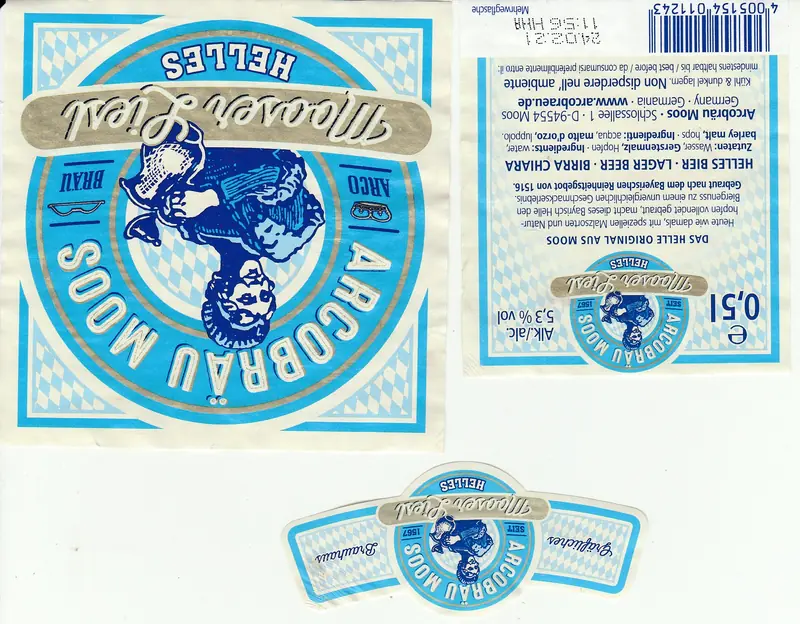 ARCOBRÄU MOOS
ARCO
BRÄU
Mooser Liesl
HELLES
ARCOBRÄU MOOS
SEIT
1567
Mooser Liesl
HELLES
e
0,5 l
Alk./alc.
5,3 % vol
DAS HELLE ORIGINAL AUS MOOS
Heute wie damals, mit speziellen Malzsorten und Natur-
hopfen vollendet gebraut, macht dieses Bayrisch Helle den
Biergenuss zu einem unvergleichlichen Geschmackserlebnis.
Gebraut nach dem Bayerischen Reinheitsgebot von 1516.
HELLES BIER · LAGER BEER · BIRRA CHIARA
Zutaten: Wasser, Gerstenmalz, Hopfen · Ingredients: water,
barley malt, hops · Ingredienti: acqua, malto d'orzo, luppolo.
Arcobräu Moos · Schlossallee 1 · D-94554 Moos
Germany · Germania · www.arcobraeu.de
Kühl & dunkel lagern. Non disperdere nell' ambiente
mindestens haltbar bis / best before / da consumarsi preferibilmente entro il:
24.02.21
11:56 HHA
Mehrwegflasche
4 005154 011243
Gräfliches
ARCOBRÄU MOOS
SEIT
1567
Mooser Liesl
HELLES
Brauhaus